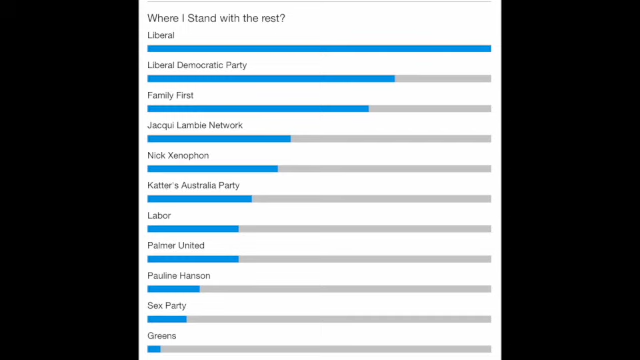 Where I Stand with the rest?
Liberal
Liberal Democratic Party
Family First
Jacqui Lambie Network
Nick Xenophon
Katter's Australia Party
Labor
Palmer United
Pauline Hanson
Sex Party
Greens